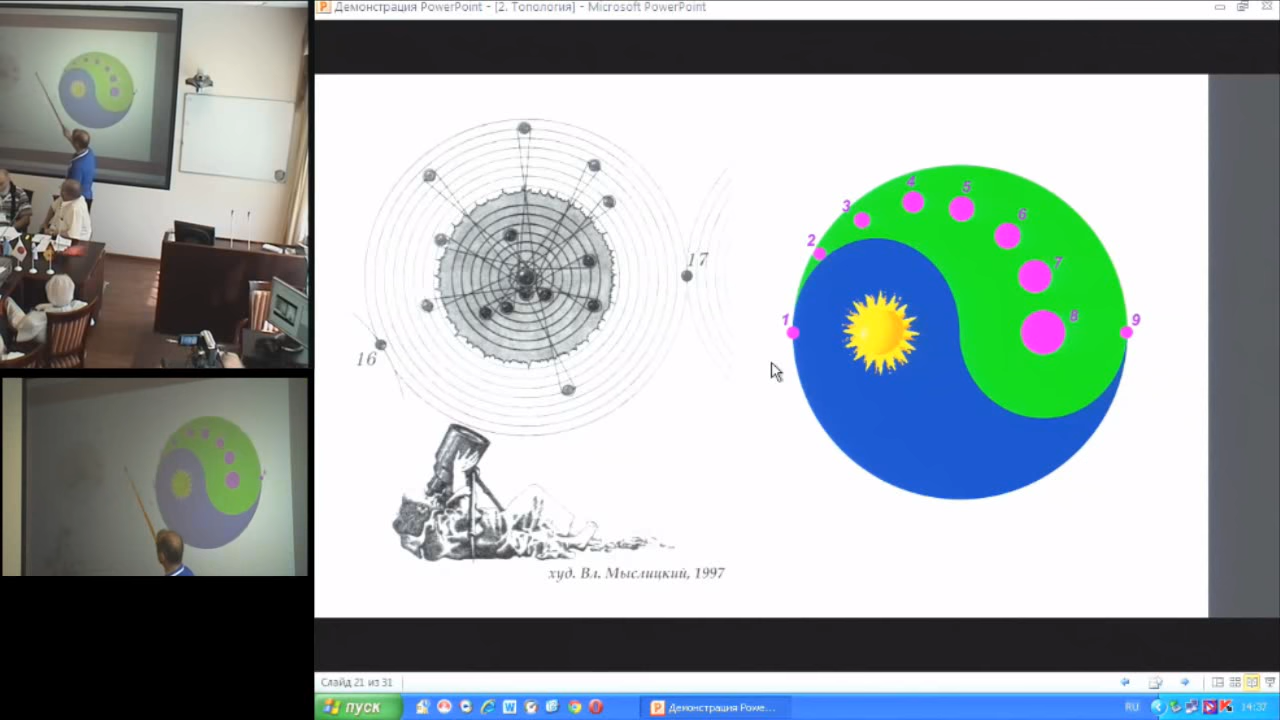 Демонстрация PowerPoint - [2. Топология] - Microsoft PowerPoint
17
16
худ. Вл. Мыслицкий, 1997
1
2
3
4
5
6
7
8
9
Слайд 21 из 31
пуск
Демонстрация Powe...
RU
14:37